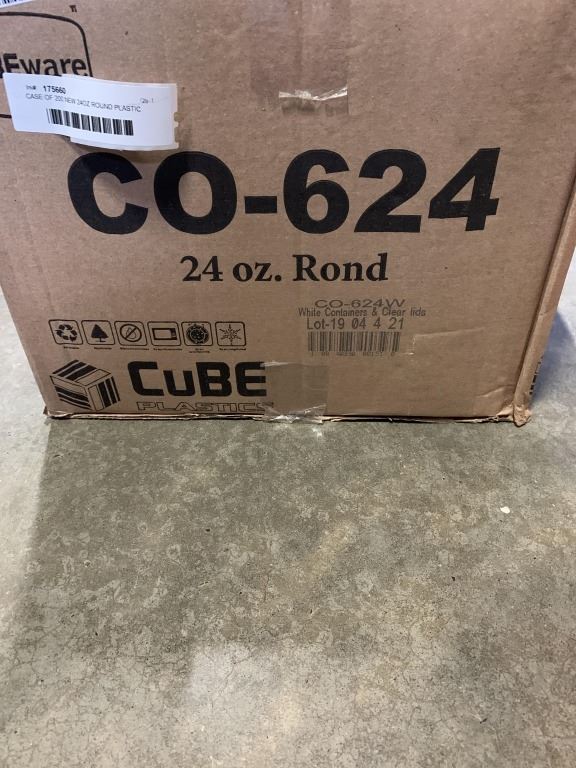 Eware
175660
CASE OF 200 NEW 24OZ ROUND PLASTIC
CO-624
24 oz. Rond
CO-624W
White Containers & Clear lids
Lot-19 04 4 21
CuBE
PLASTICS